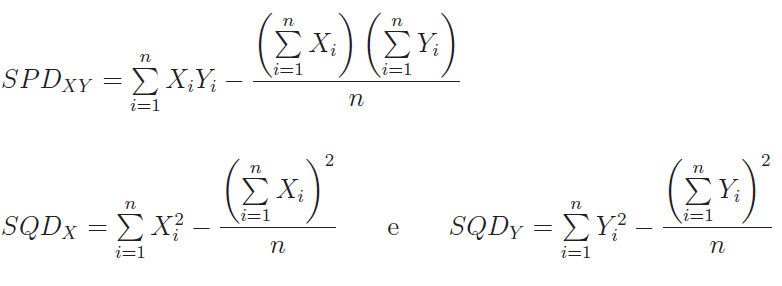 $SPD_{XY} = \sum_{i=1}^{n} X_i Y_i - \frac{\left(\sum_{i=1}^{n} X_i\right)\left(\sum_{i=1}^{n} Y_i\right)}{n}$
$SQD_X = \sum_{i=1}^{n} X_i^2 - \frac{\left(\sum_{i=1}^{n} X_i\right)^2}{n}$ e $SQD_Y = \sum_{i=1}^{n} Y_i^2 - \frac{\left(\sum_{i=1}^{n} Y_i\right)^2}{n}$